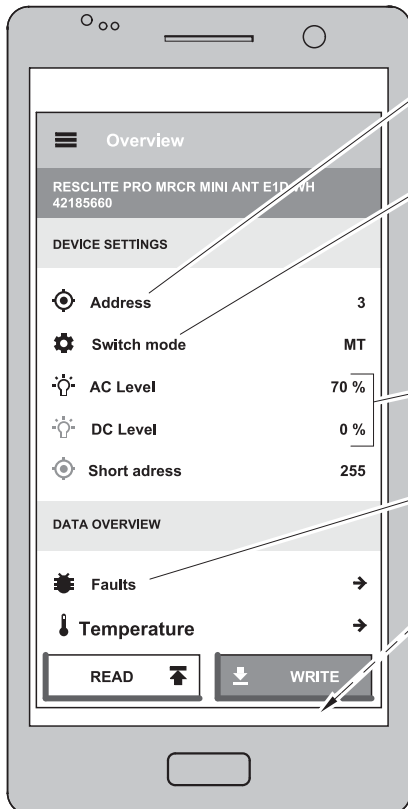 Overview
RESCLITE PRO MRCR MINI ANT E1D WH
42185660
DEVICE SETTINGS
Address 3
Switch mode MT
AC Level 70 %
DC Level 0 %
Short adress 255
DATA OVERVIEW
Faults
Temperature
READ WRITE